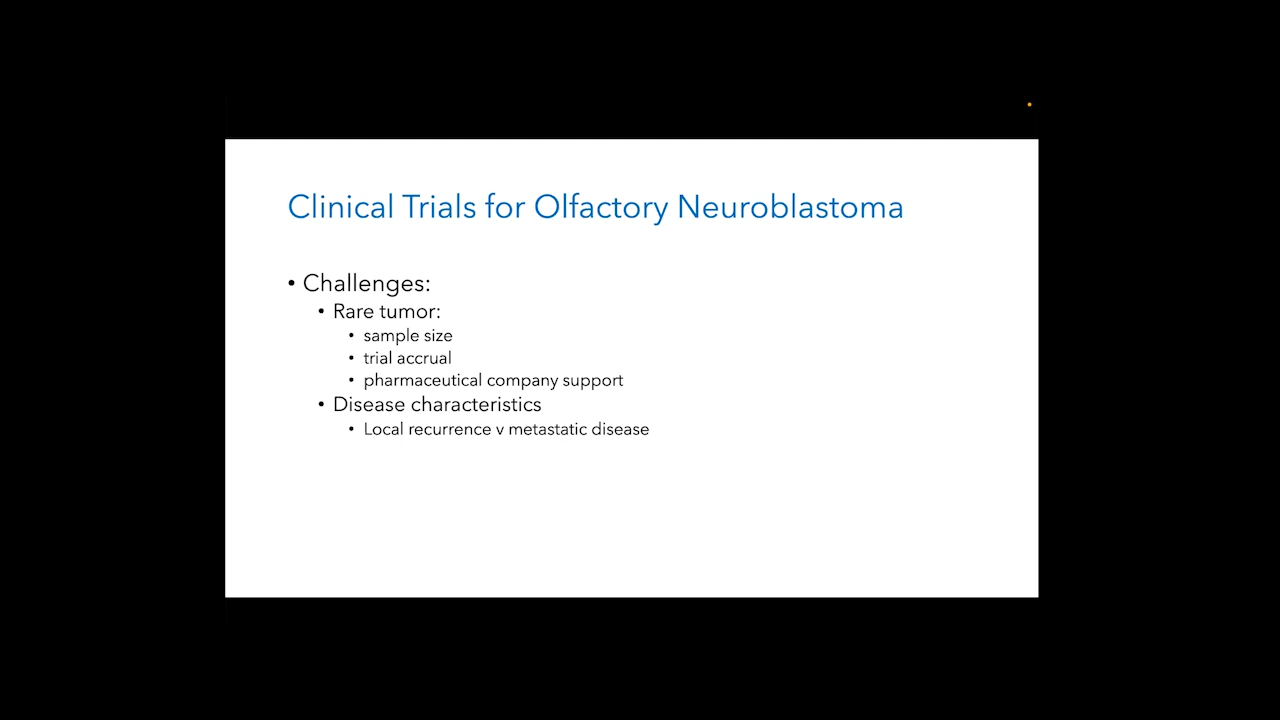 Clinical Trials for Olfactory Neuroblastoma
• Challenges:
• Rare tumor:
• sample size
• trial accrual
• pharmaceutical company support
• Disease characteristics
• Local recurrence v metastatic disease